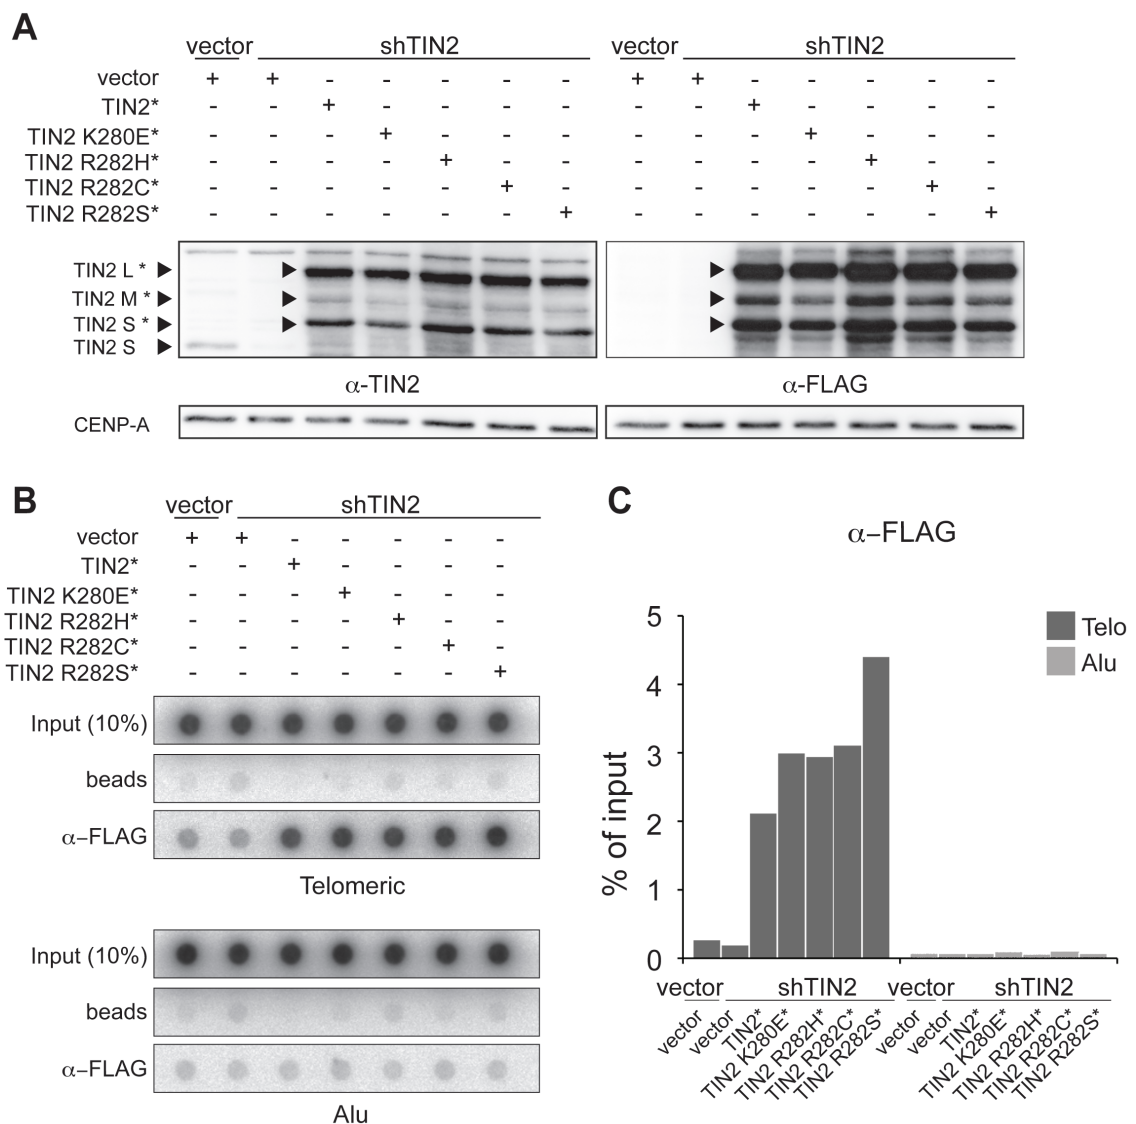 A
vector shTIN2 vector shTIN2
vector + + - - - - - + + - - - - -
TIN2* - - + - - - - - - + - - - -
TIN2 K280E* - - - + - - - - - - + - - -
TIN2 R282H* - - - - + - - - - - - + - -
TIN2 R282C* - - - - - + - - - - - - + -
TIN2 R282S* - - - - - - + - - - - - - +
TIN2 L *
TIN2 M *
TIN2 S *
TIN2 S
α-TIN2 α-FLAG
CENP-A
B
vector shTIN2
vector + + - - - - -
TIN2* - - + - - - -
TIN2 K280E* - - - + - - -
TIN2 R282H* - - - - + - -
TIN2 R282C* - - - - - + -
TIN2 R282S* - - - - - - +
Input (10%)
beads
α–FLAG
Telomeric
Input (10%)
beads
α–FLAG
Alu
C
α–FLAG
Telo
Alu
% of input
5
4
3
2
1
0
vector shTIN2 vector shTIN2
vector
vector
TIN2*
TIN2 K280E*
TIN2 R282H*
TIN2 R282C*
TIN2 R282S*
vector
vector
TIN2*
TIN2 K280E*
TIN2 R282H*
TIN2 R282C*
TIN2 R282S*